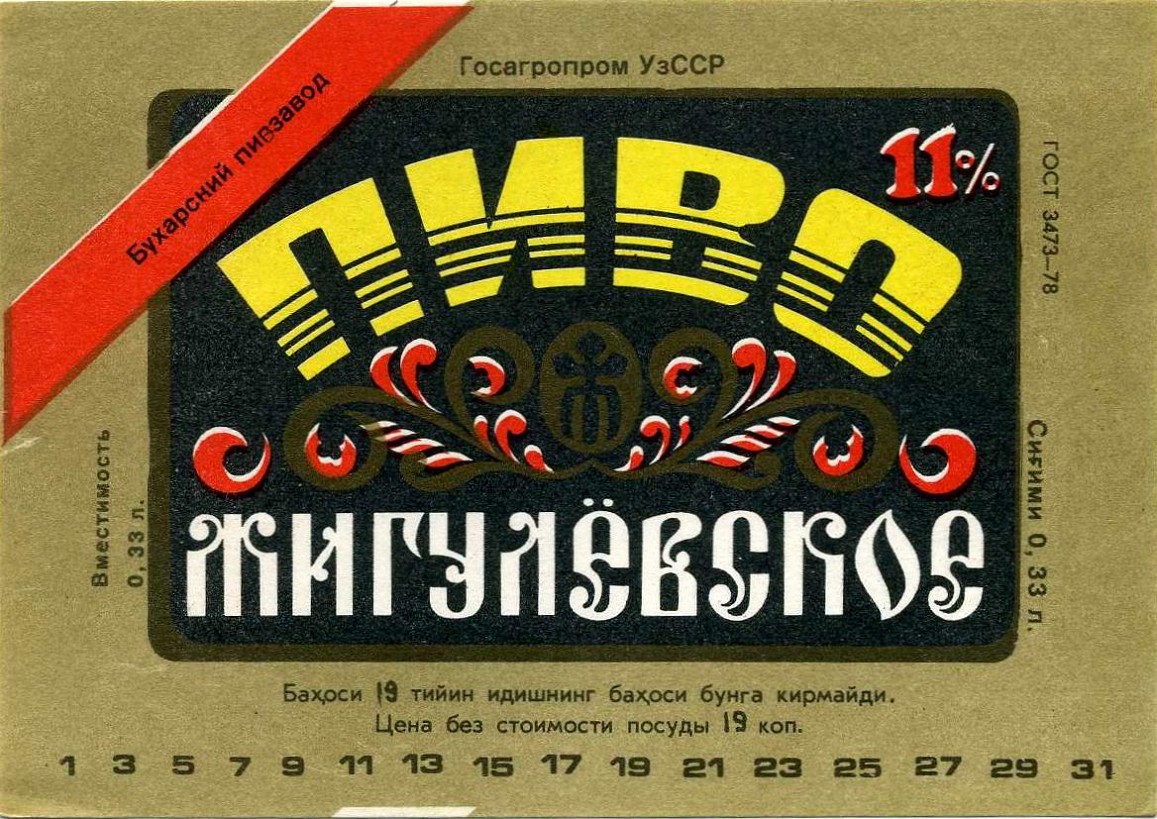 Госагропром УзССР
Бухарский пивзавод
11%
ПИВО
ЖИГУЛЁВСКОЕ
ГОСТ 3473-78
Вместимость
0,33 л.
Сиғими 0,33 л.
Баҳоси 19 тийин идишнинг баҳоси бунга кирмайди.
Цена без стоимости посуды 19 коп.
1 3 5 7 9 11 13 15 17 19 21 23 25 27 29 31